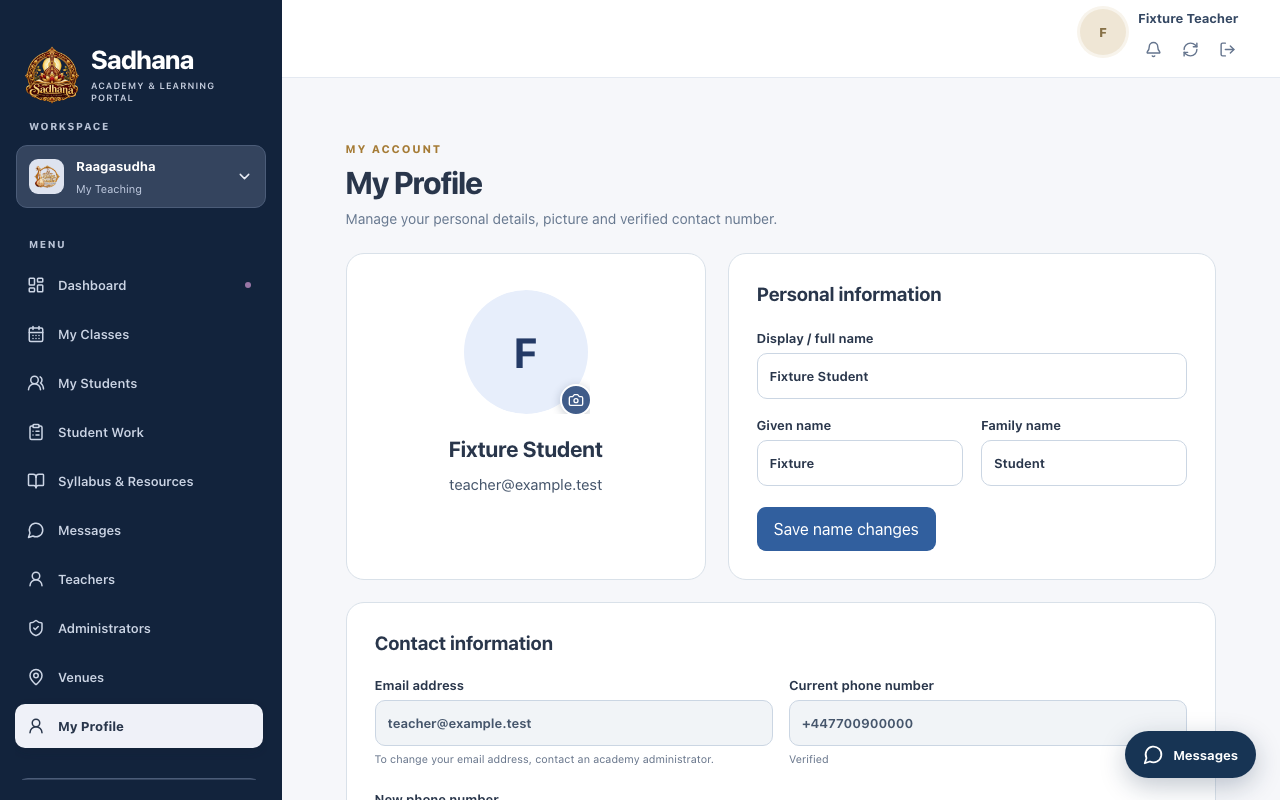 Sadhana
ACADEMY & LEARNING
PORTAL
Sadhana
WORKSPACE
Raagasudha
My Teaching
MENU
Dashboard
My Classes
My Students
Student Work
Syllabus & Resources
Messages
Teachers
Administrators
Venues
My Profile
F
Fixture Teacher
MY ACCOUNT
My Profile
Manage your personal details, picture and verified contact number.
F
Fixture Student
teacher@example.test
Personal information
Display / full name
Fixture Student
Given name
Family name
Fixture
Student
Save name changes
Contact information
Email address
Current phone number
teacher@example.test
+447700900000
To change your email address, contact an academy administrator.
Verified
New phone number
Messages